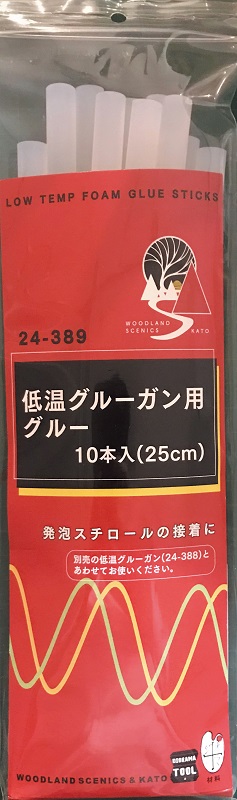 LOW TEMP FOAM GLUE STICKS
WOODLAND
SCENICS KATO
24-389
低温グルーガン用
グルー
10本入(25cm)
発泡スチロールの接着に
別売の低温グルーガン(24-388)と
あわせてお使いください。
DIORAMA
TOOL
材料
WOODLAND SCENICS & KATO